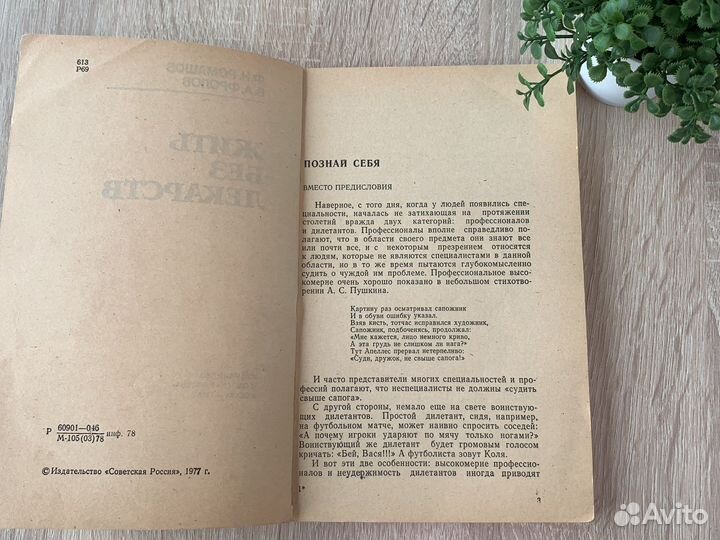 613
Р69
Ф.И.РОМАШОВ
В.А.ФРОЛОВ
ЖИТЬ
БЕЗ
ЛЕКАРСТВ
Р 60901—046
М-105(03)78 инф. 78
©Издательство «Советская Россия», 1977 г.
ПОЗНАЙ СЕБЯ
ВМЕСТО ПРЕДИСЛОВИЯ
Наверное, с того дня, когда у людей появились спе-
циальности, началась не затихающая на протяжении
столетий вражда двух категорий: профессионалов
и дилетантов. Профессионалы вполне справедливо по-
лагают, что в области своего предмета они знают все
или почти все, и с некоторым презрением относятся
к людям, которые не являются специалистами в данной
области, но в то же время пытаются глубокомысленно
судить о чуждой им проблеме. Профессиональное высо-
комерие очень хорошо показано в небольшом стихотво-
рении А. С. Пушкина.
Картину раз осматривал сапожник
И в обуви ошибку указал.
Взяв кисть, тотчас исправился художник,
Сапожник, подбоченясь, продолжал:
«Мне кажется, лицо немного криво,
А эта грудь не слишком ли нага?»
Тут Апеллес прервал нетерпеливо:
«Суди, дружок, не свыше сапога!»
И часто представители многих специальностей и про-
фессий полагают, что неспециалисты не должны «судить
свыше сапога».
С другой стороны, немало еще на свете воинствую-
щих дилетантов. Простой дилетант, сидя, например,
на футбольном матче, может наивно спросить соседей:
«А почему игроки ударяют по мячу только ногами?»
Воинствующий же дилетант будет громовым голосом
кричать: «Бей, Вася!!!» А футболиста зовут Коля.
И вот эти две особенности: высокомерие профессио-
налов и неудержимость дилетантов иногда приводят
1*
3
Avito